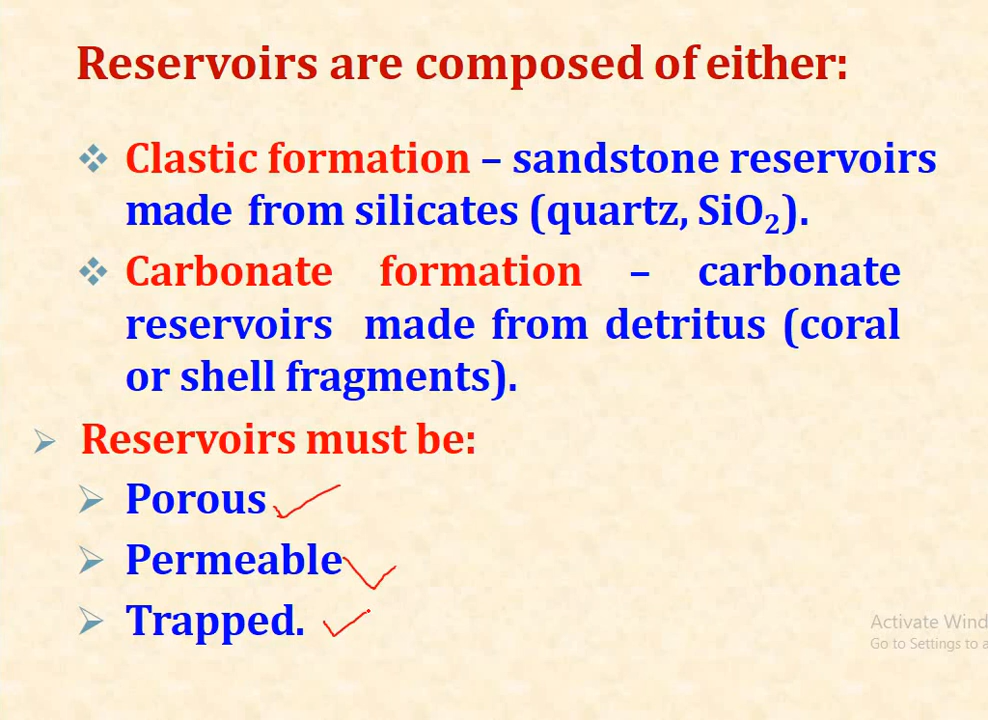 Reservoirs are composed of either:
Clastic formation – sandstone reservoirs
made from silicates (quartz, SiO₂).
Carbonate formation – carbonate
reservoirs made from detritus (coral
or shell fragments).
Reservoirs must be:
Porous
Permeable
Trapped.
Activate Wind
Go to Settings to a